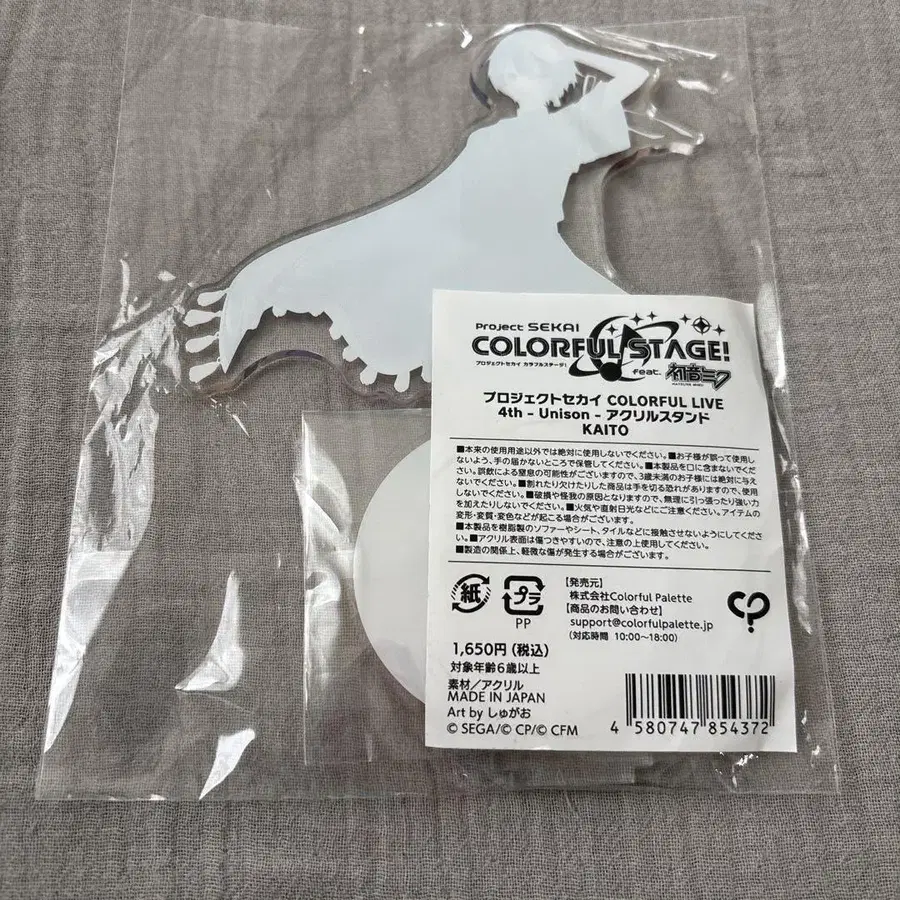 Project SEKAI
COLORFUL STAGE!
プロジェクトセカイ カラフルステージ!
feat. 初音ミク
HATSUNE MIKU
プロジェクトセカイ COLORFUL LIVE
4th - Unison - アクリルスタンド
KAITO
■本来の使用用途以外では絶対に使用しないでください。■お子様が誤って使用し
ないよう、手の届かないところで保管してください。■本製品を口に含まないでくだ
さい。誤飲による窒息の可能性がございますので、3歳未満のお子様には絶対に与え
ないでください。■割れたり欠けたりした商品は手を切る恐れがありますので、使用
しないでください。■破損や怪我の原因となりますので、無理に引っ張ったり強い力
を加えたりしないでください。■火気や直射日光などにご注意ください。アイテムの
変形・変質・変色などが起こる場合がございます。
■本製品を樹脂製のソファーやシート、タイルなどに接触させないようにしてくださ
い。■アクリル表面は傷つきやすいので、注意の上使用してください。
■製造の関係上、軽微な傷が発生する場合がございます。
紙
プラ
PP
【発売元】
株式会社Colorful Palette
【商品のお問い合わせ】
support@colorfulpalette.jp
(対応時間 10:00~18:00)
1,650円(税込)
対象年齢6歳以上
素材/アクリル
MADE IN JAPAN
Art by しゅがお
© SEGA/© CP/© CFM
4 580747 854372